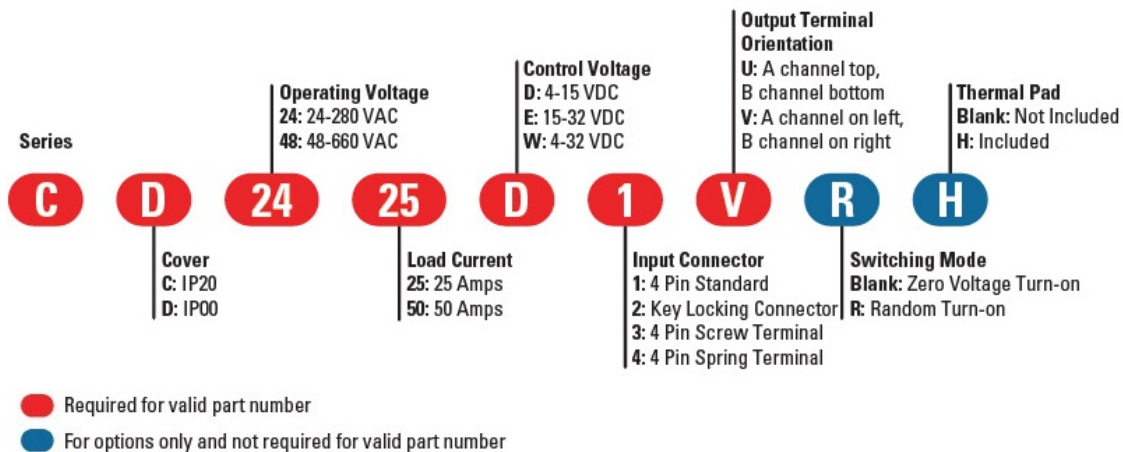 Output Terminal
Orientation
U: A channel top,
B channel bottom
V: A channel on left,
B channel on right
Control Voltage
D: 4-15 VDC
E: 15-32 VDC
W: 4-32 VDC
Operating Voltage
24: 24-280 VAC
48: 48-660 VAC
Thermal Pad
Blank: Not Included
H: Included
Series
C D 24 25 D 1 V R H
Cover
C: IP20
D: IP00
Load Current
25: 25 Amps
50: 50 Amps
Input Connector
1: 4 Pin Standard
2: Key Locking Connector
3: 4 Pin Screw Terminal
4: 4 Pin Spring Terminal
Switching Mode
Blank: Zero Voltage Turn-on
R: Random Turn-on
Required for valid part number
For options only and not required for valid part number